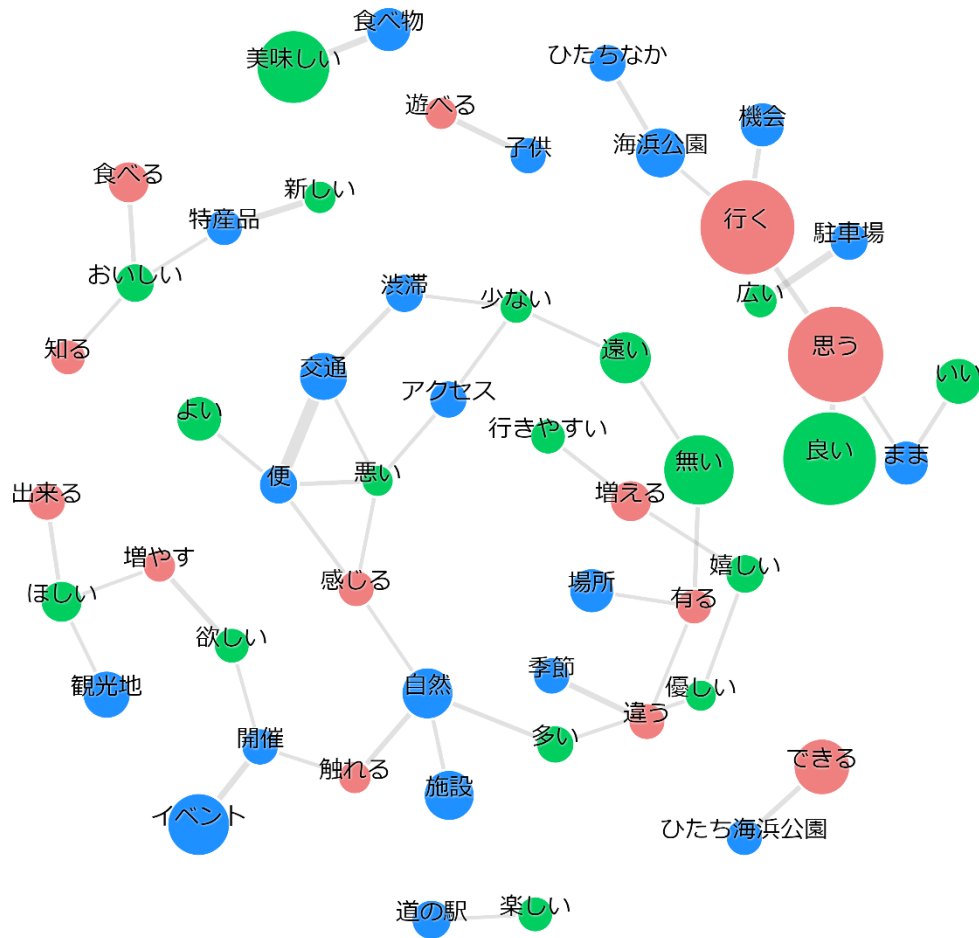 食べ物
美味しい
ひたちなか
遊べる
機会
子供
海浜公園
食べる
新しい
特産品
行く
駐車場
おいしい
渋滞
少ない
広い
知る
交通
遠い
思う
アクセス
いい
よい
行きやすい
良い
無い
まま
便
悪い
出来る
増える
増やす
嬉しい
感じる
ほしい
場所
有る
欲しい
季節
優しい
観光地
自然
違う
開催
多い
触れる
施設
できる
イベント
ひたち海浜公園
道の駅
楽しい